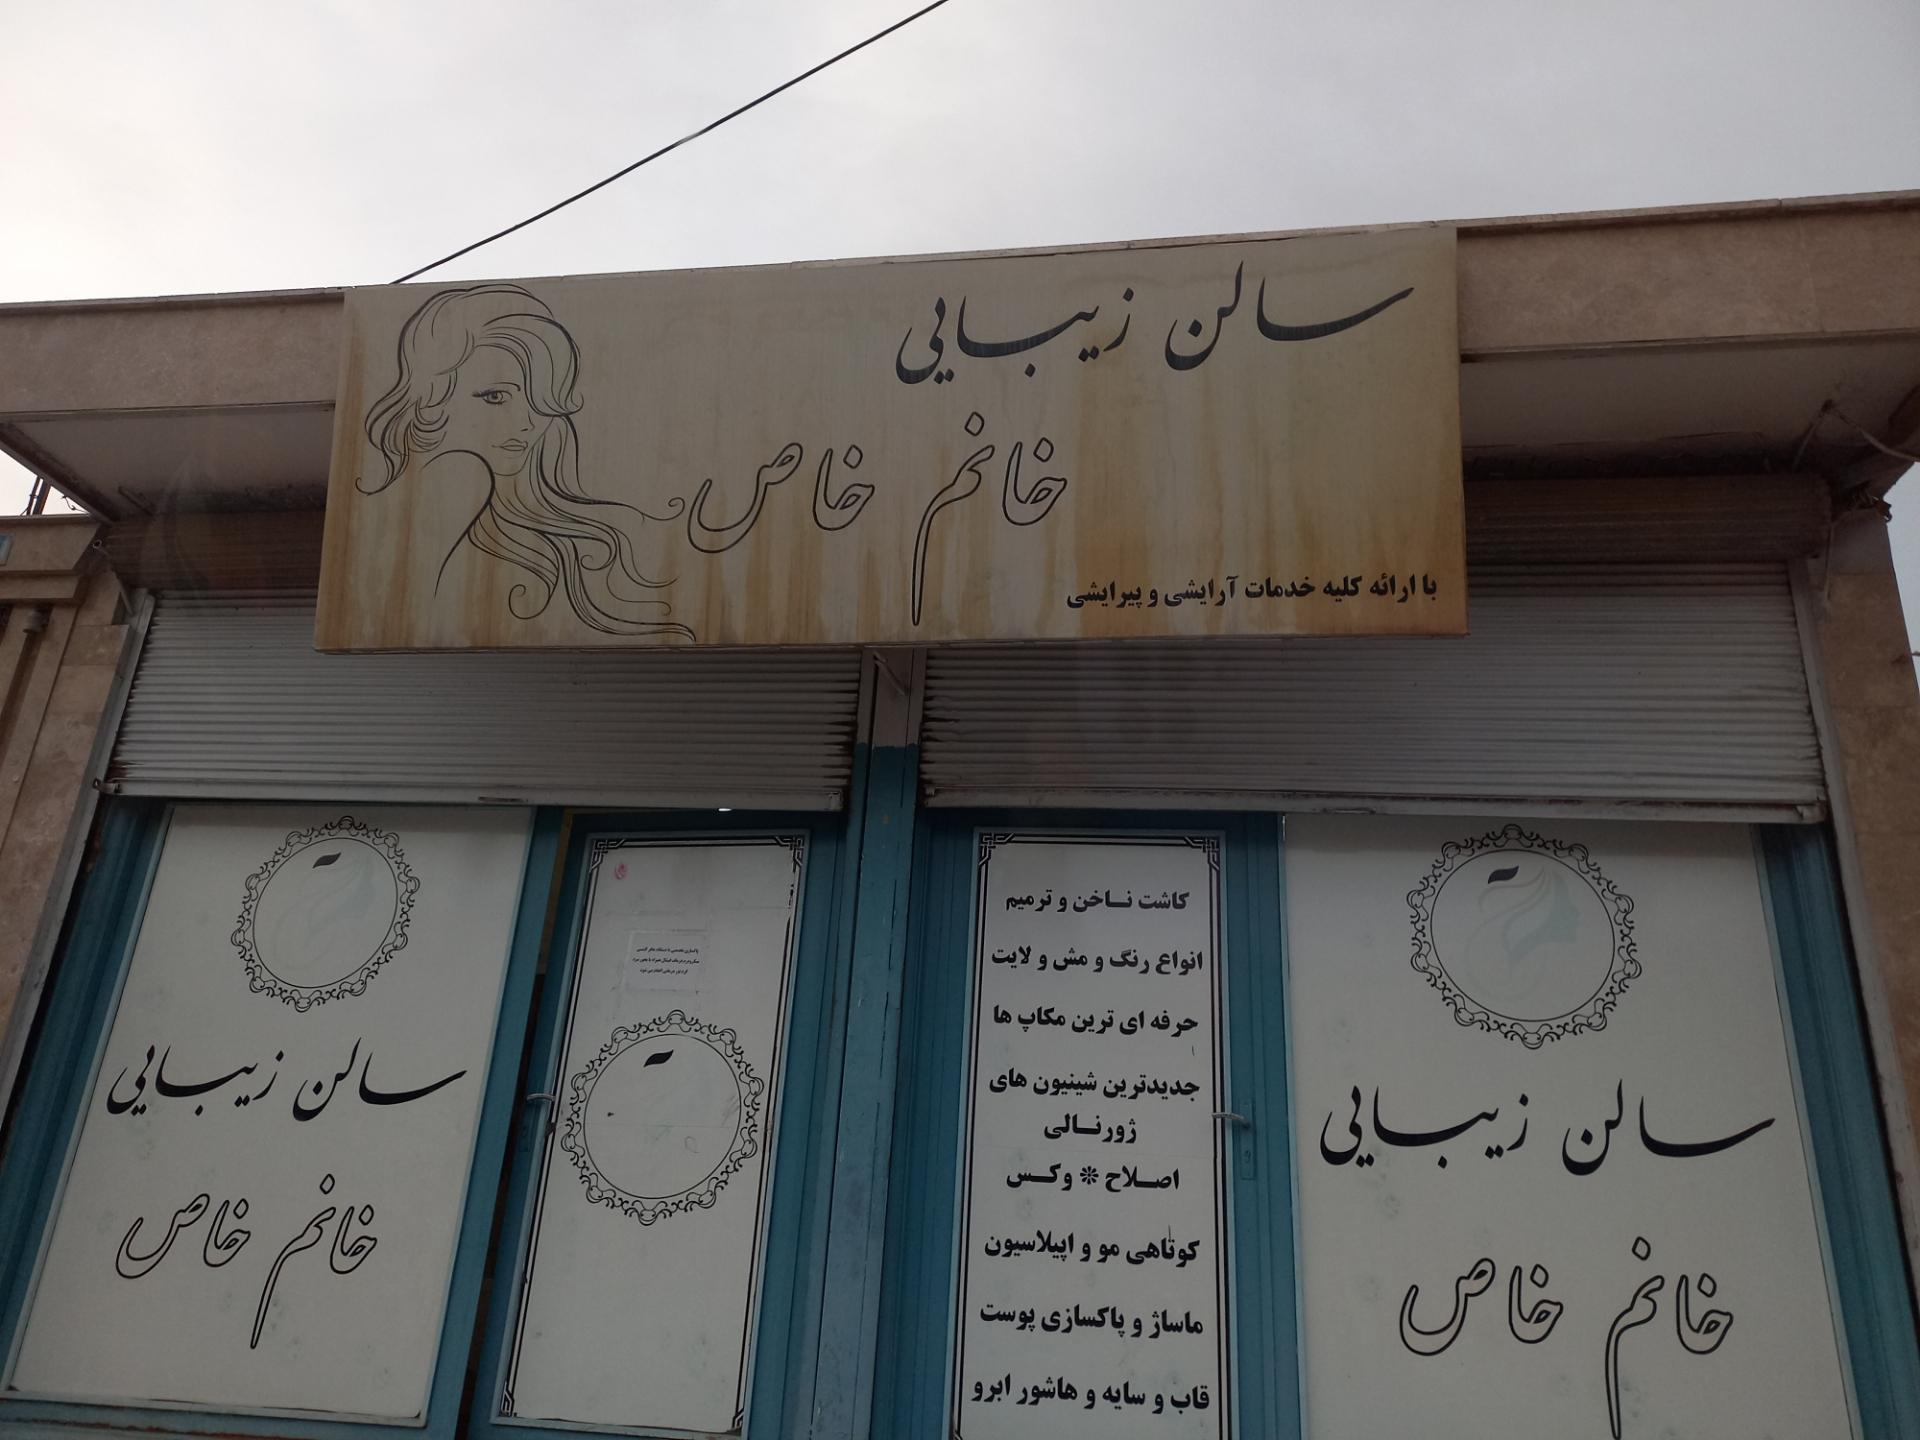 سالن زیبایی
خانم خاص
با ارائه کلیه خدمات آرایشی و پیرایشی
سالن زیبایی
خانم خاص
کاشت ناخن و ترمیم
انواع رنگ و مش و لایت
حرفه ای ترین مکاپ ها
جدیدترین شینیون های
ژورنالی
اصلاح * وکس
کوتاهی مو و اپیلاسیون
ماساژ و پاکسازی پوست
قاب و سایه و هاشور ابرو
سالن زیبایی
خانم خاص